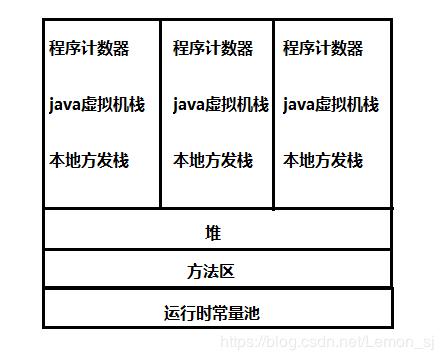 程序计数器 程序计数器 程序计数器
java虚拟机栈 java虚拟机栈 java虚拟机栈
本地方发栈 本地方发栈 本地方发栈
堆
方法区
运行时常量池
https://blog.csdn.net/Lemon_sj